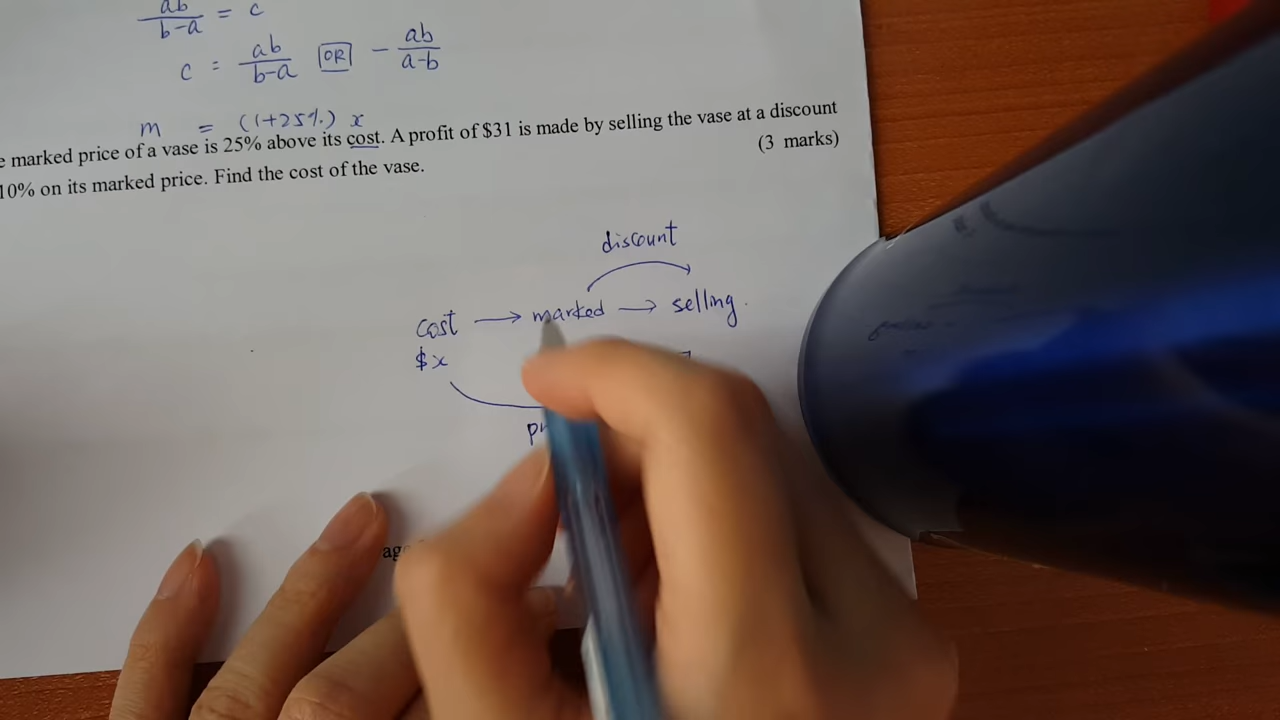 ab/b-a = c
c = ab/b-a OR - ab/a-b
m = (1+25%) x
marked price of a vase is 25% above its cost. A profit of $31 is made by selling the vase at a discount
10% on its marked price. Find the cost of the vase.
(3 marks)
discount
cost → marked → selling
$x